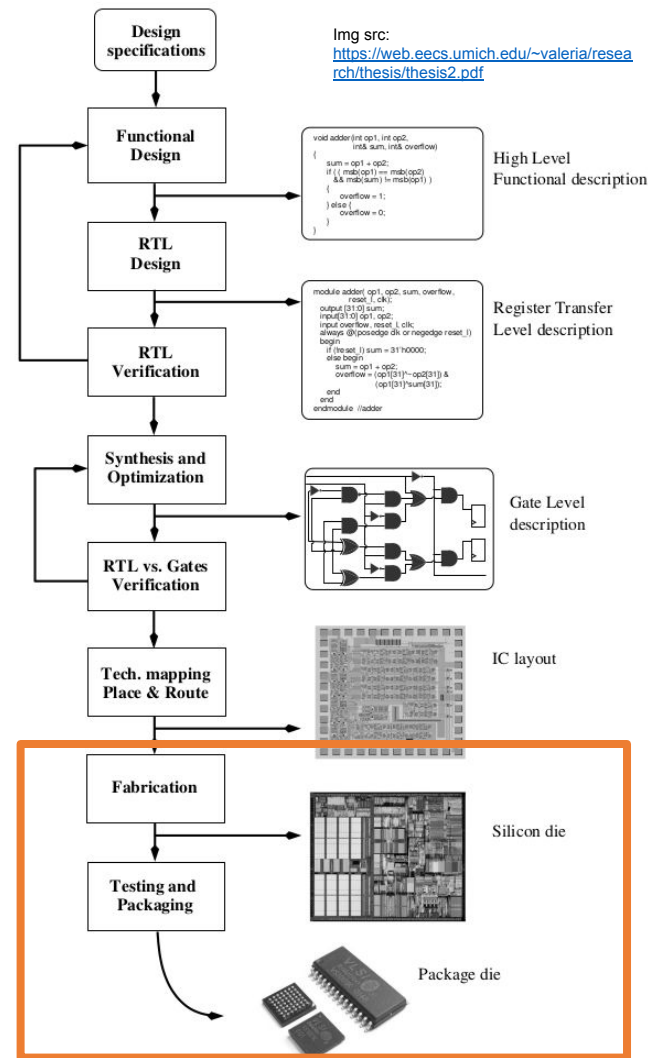 Design
specifications
Img src:
https://web.eecs.umich.edu/~valeria/resea
rch/thesis/thesis2.pdf
Functional
Design
void adder(int op1, int op2,
int& sum, int& overflow)
{
sum = op1 + op2;
if ( ( msb(op1) == msb(op2)
&& msb(sum) != msb(op1) )
{
overflow = 1;
} else {
overflow = 0;
}
}
High Level
Functional description
RTL
Design
module adder( op1, op2, sum, overflow,
reset_l, clk);
output [31:0] sum;
input[31:0] op1, op2;
input overflow, reset_l, clk;
always @(posedge clk or negedge reset_l)
begin
if (!reset_l) sum = 31'h0000;
else begin
sum = op1 + op2;
overflow = (op1[31]^~op2[31]) &
(op1[31]^sum[31]);
end
end
endmodule //adder
Register Transfer
Level description
RTL
Verification
Synthesis and
Optimization
Gate Level
description
RTL vs. Gates
Verification
Tech. mapping
Place & Route
IC layout
Fabrication
Silicon die
Testing and
Packaging
Package die
VLSI